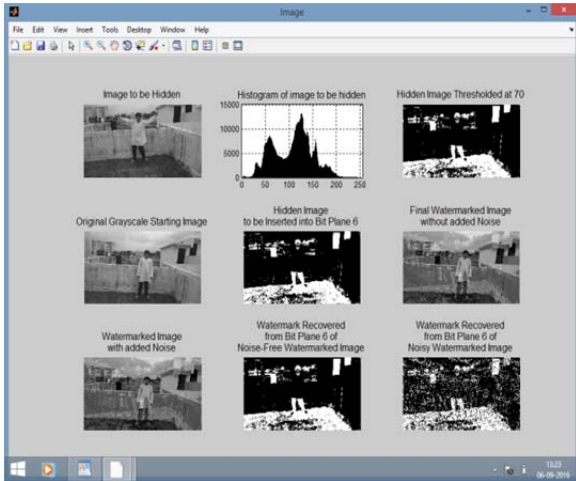 Image
File Edit View Insert Tools Desktop Window Help
Image to be Hidden
Histogram of image to be hidden
15000
10000
5000
0
0 50 100 150 200 250
Hidden Image Thresholded at 70
Original Grayscale Starting Image
Hidden Image
to be Inserted into Bit Plane 6
Final Watermarked Image
without added Noise
Watermarked Image
with added Noise
Watermark Recovered
from Bit Plane 6 of
Noise-Free Watermarked Image
Watermark Recovered
from Bit Plane 6 of
Noisy Watermarked Image
13:23
06-09-2016